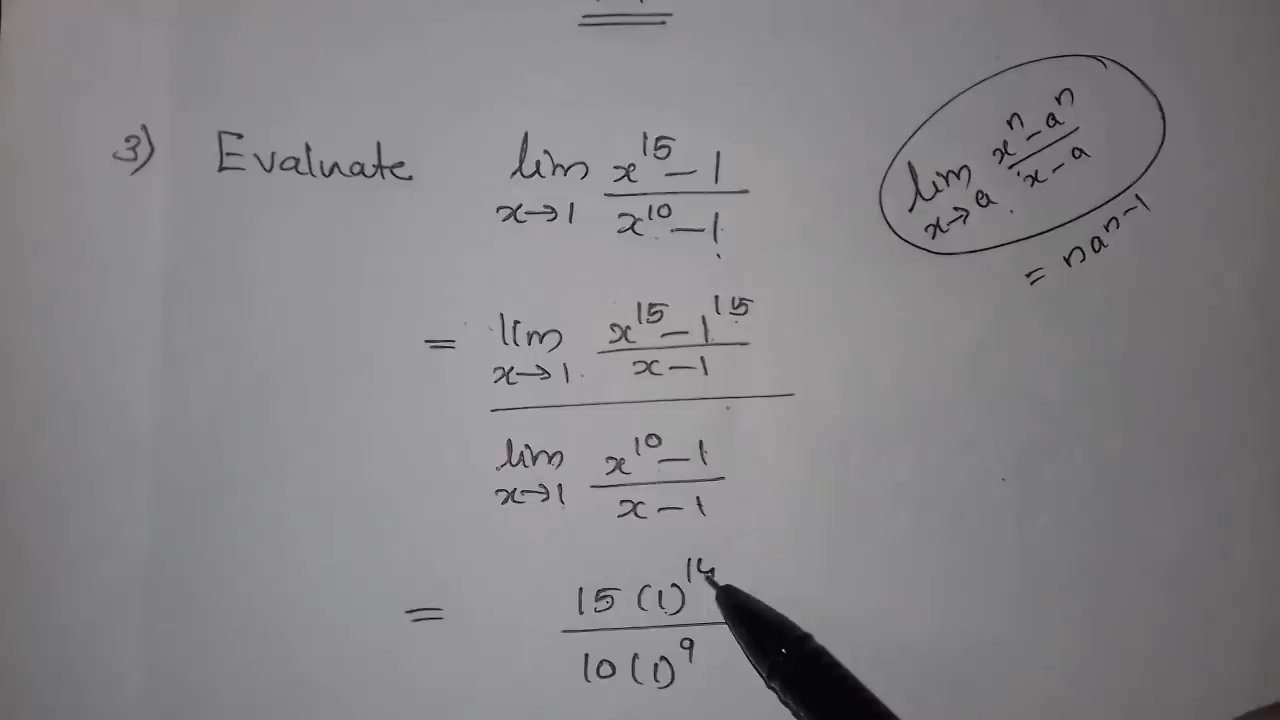 3) Evaluate lim x→1 (x^15 − 1)/(x^10 − 1)
lim x→a (x^n − a^n)/(x − a)
= na^(n−1)
= lim x→1 (x^15 − 1^15)/(x − 1)
lim x→1 (x^10 − 1)/(x − 1)
= 15(1)^14
10(1)^9